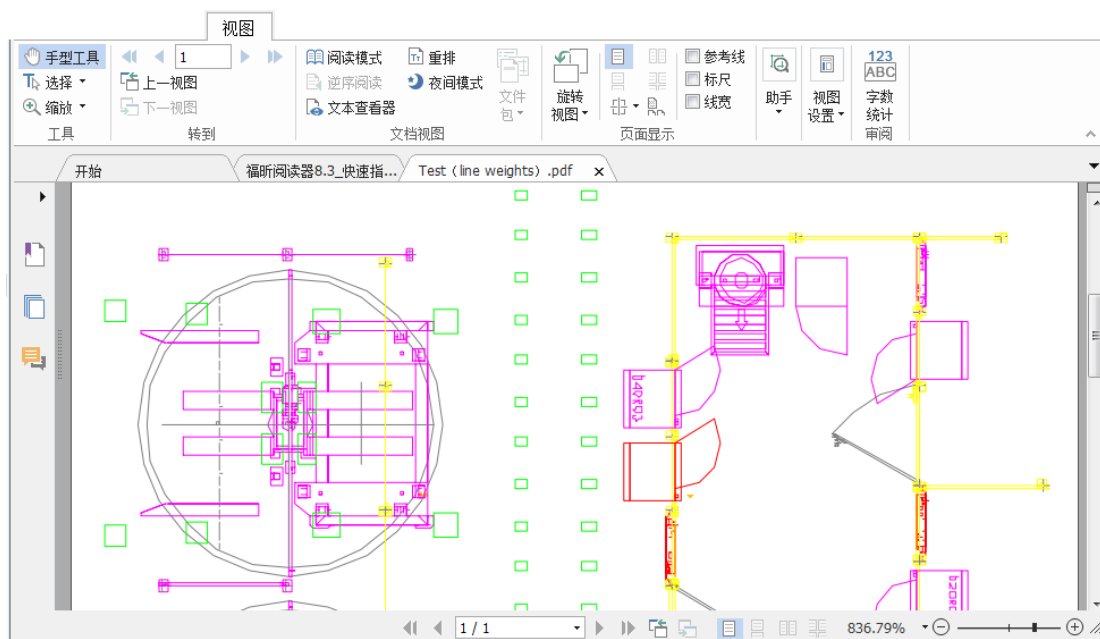 视图
手型工具
选择
缩放
工具
1
上一视图
下一视图
转到
阅读模式
逆序阅读
文本查看器
重排
夜间模式
文件包
文档视图
旋转视图
参考线
标尺
线宽
页面显示
助手
视图设置
123
ABC
字数统计
审阅
开始
福昕阅读器8.3_快速指...
Test（line weights）.pdf
1 / 1
836.79%